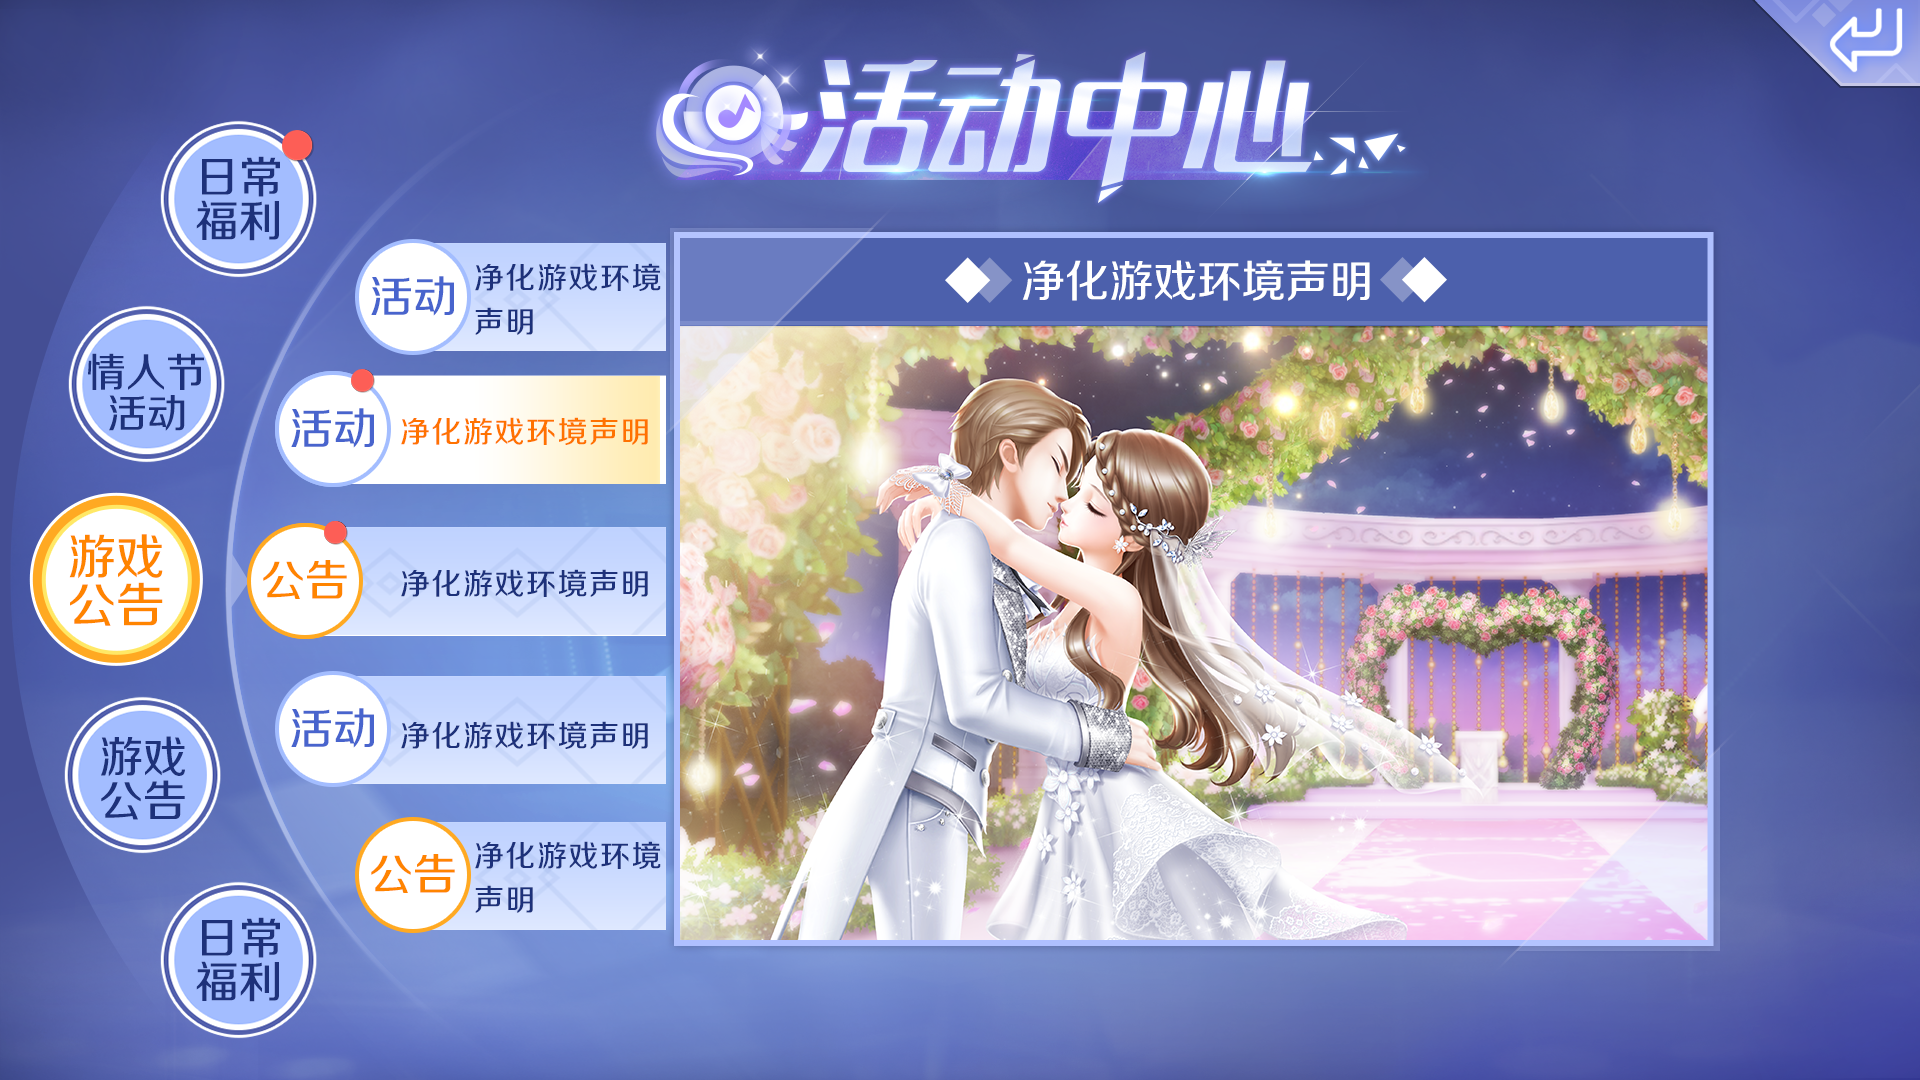 活动中心
日常
福利
情人节
活动
游戏
公告
游戏
公告
日常
福利
活动
净化游戏环境
声明
活动
净化游戏环境声明
公告
净化游戏环境声明
活动
净化游戏环境声明
公告
净化游戏环境
声明
净化游戏环境声明